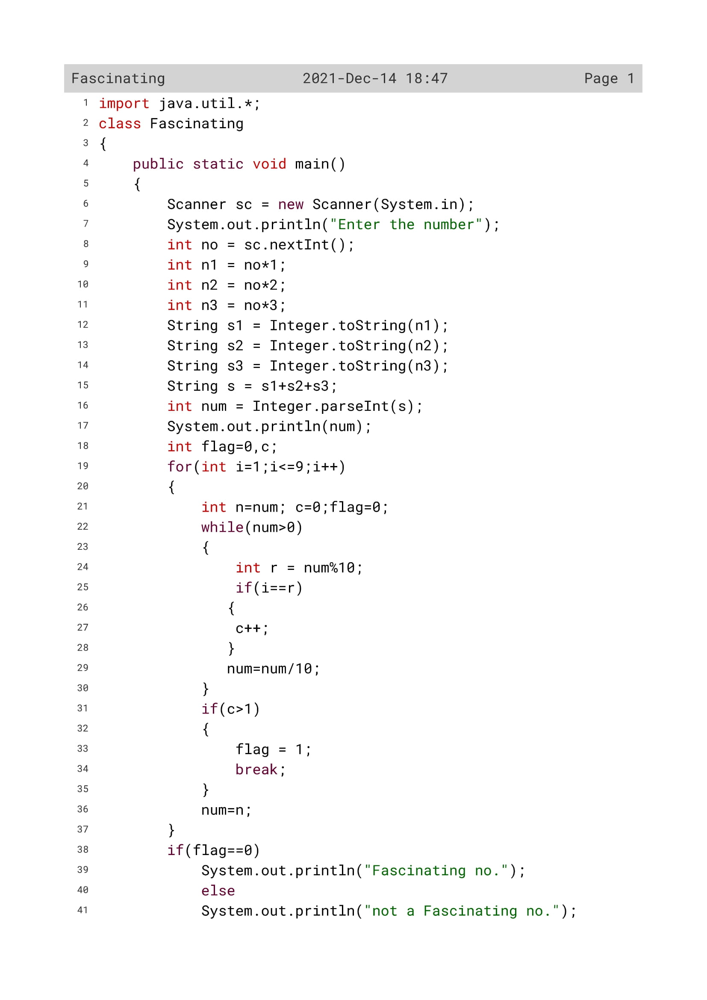 Fascinating 2021-Dec-14 18:47 Page 1
1 import java.util.*;
2 class Fascinating
3 {
4     public static void main()
5     {
6         Scanner sc = new Scanner(System.in);
7         System.out.println("Enter the number");
8         int no = sc.nextInt();
9         int n1 = no*1;
10         int n2 = no*2;
11         int n3 = no*3;
12         String s1 = Integer.toString(n1);
13         String s2 = Integer.toString(n2);
14         String s3 = Integer.toString(n3);
15         String s = s1+s2+s3;
16         int num = Integer.parseInt(s);
17         System.out.println(num);
18         int flag=0,c;
19         for(int i=1;i<=9;i++)
20         {
21             int n=num; c=0;flag=0;
22             while(num>0)
23             {
24                 int r = num%10;
25                 if(i==r)
26                {
27                 c++;
28                }
29                num=num/10;
30             }
31             if(c>1)
32             {
33                 flag = 1;
34                 break;
35             }
36             num=n;
37         }
38         if(flag==0)
39             System.out.println("Fascinating no.");
40             else
41             System.out.println("not a Fascinating no.");